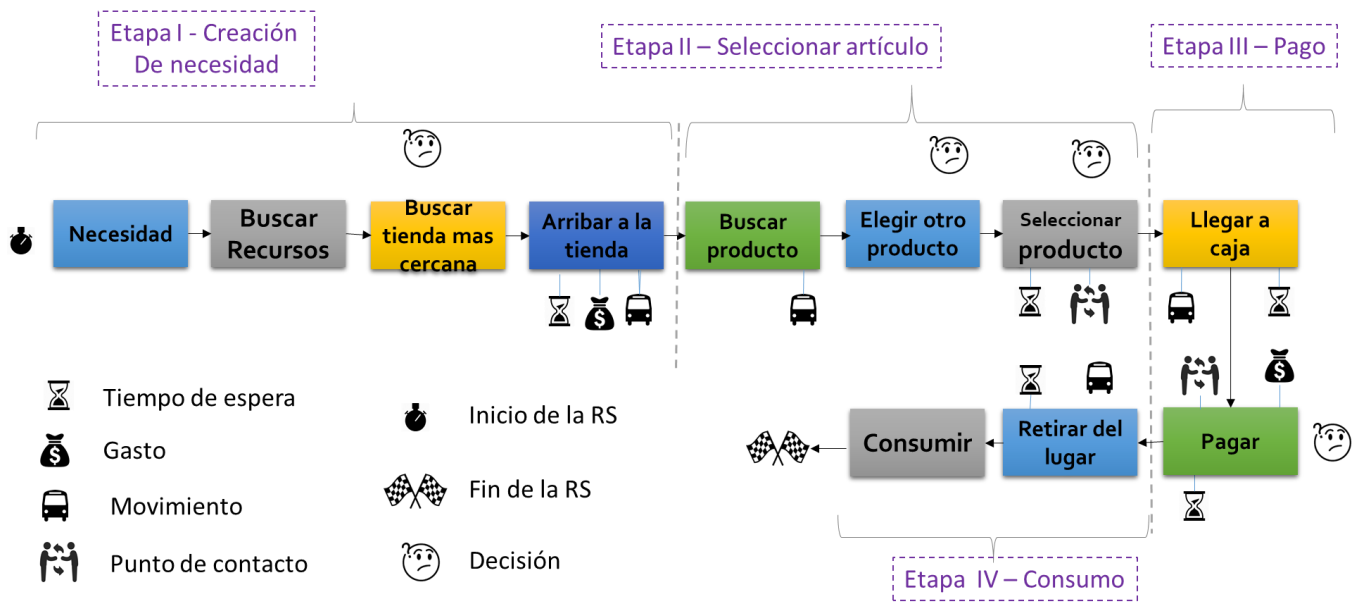 Etapa I - Creación
De necesidad
Etapa II – Seleccionar artículo
Etapa III – Pago
Necesidad
Buscar
Recursos
Buscar
tienda mas
cercana
Arribar a la
tienda
Buscar
producto
Elegir otro
producto
Seleccionar
producto
Llegar a
caja
Tiempo de espera
Gasto
Movimiento
Punto de contacto
Inicio de la RS
Fin de la RS
Decisión
Consumir
Retirar del
lugar
Pagar
Etapa IV – Consumo